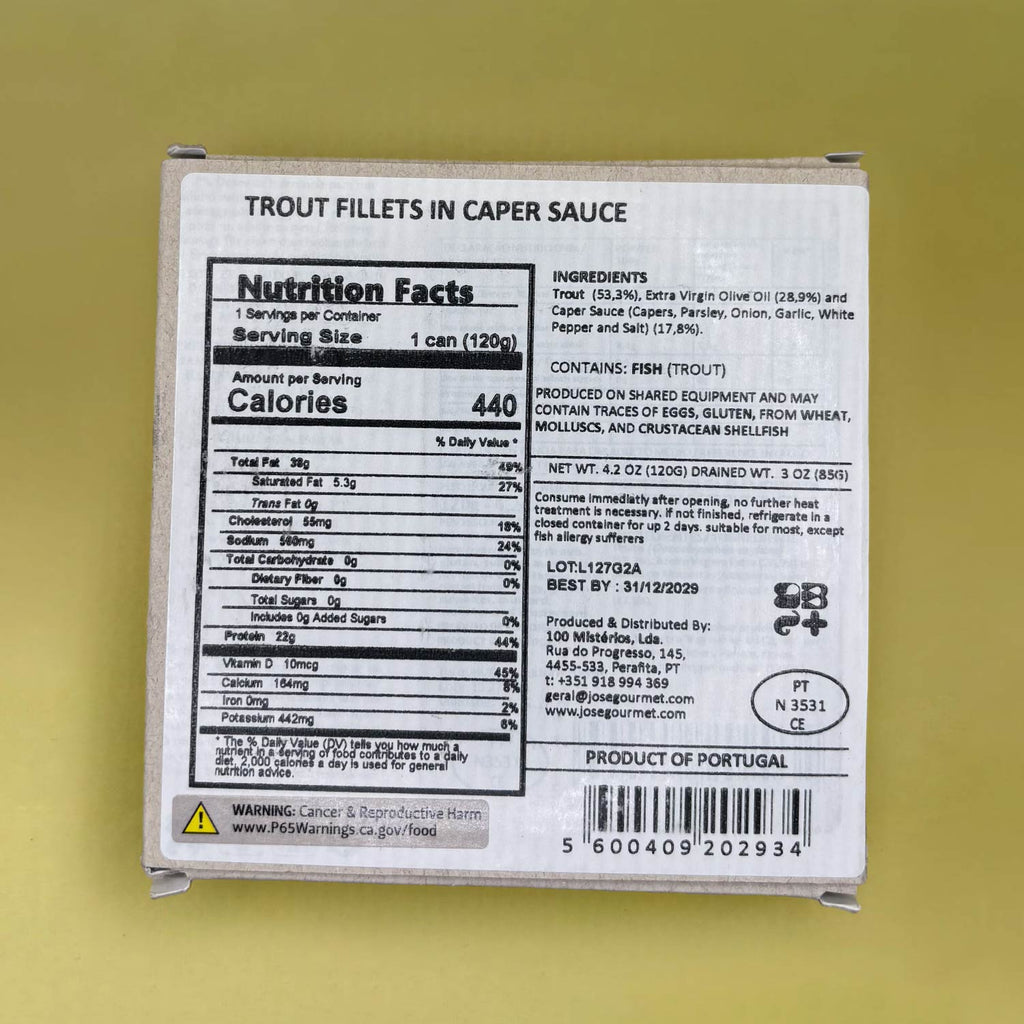 TROUT FILLETS IN CAPER SAUCE
Nutrition Facts
1 Servings per Container
Serving Size 1 can (120g)
Amount per Serving
Calories 440
% Daily Value *
Total Fat 38g 49%
Saturated Fat 5.3g 27%
Trans Fat 0g
Cholesterol 55mg 18%
Sodium 560mg 24%
Total Carbohydrate 0g 0%
Dietary Fiber 0g 0%
Total Sugars 0g
Includes 0g Added Sugars 0%
Protein 22g 44%
Vitamin D 10mcg 45%
Calcium 164mg 8%
Iron 0mg 2%
Potassium 442mg 6%
* The % Daily Value (DV) tells you how much a
nutrient in a serving of food contributes to a daily
diet, 2,000 calories a day is used for general
nutrition advice.
WARNING: Cancer & Reproductive Harm
www.P65Warnings.ca.gov/food
INGREDIENTS
Trout (53,3%), Extra Virgin Olive Oil (28,9%) and
Caper Sauce (Capers, Parsley, Onion, Garlic, White
Pepper and Salt) (17,8%).
CONTAINS: FISH (TROUT)
PRODUCED ON SHARED EQUIPMENT AND MAY
CONTAIN TRACES OF EGGS, GLUTEN, FROM WHEAT,
MOLLUSCS, AND CRUSTACEAN SHELLFISH
NET WT. 4.2 OZ (120G) DRAINED WT. 3 OZ (85G)
Consume immediatly after opening, no further heat
treatment is necessary. if not finished, refrigerate in a
closed container for up 2 days. suitable for most, except
fish allergy sufferers
LOT:L127G2A
BEST BY : 31/12/2029
Produced & Distributed By:
100 Mistérios, Lda.
Rua do Progresso, 145,
4455-533, Perafita, PT
t: +351 918 994 369
geral@josegourmet.com
www.josegourmet.com
PT
N 3531
CE
PRODUCT OF PORTUGAL
5 600409 202934